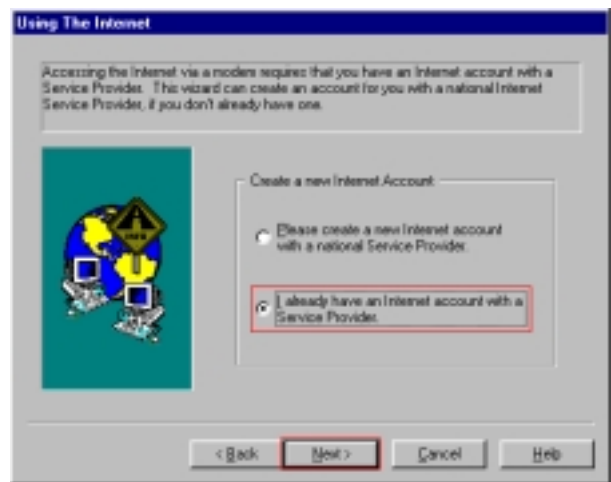 Using The Internet
Accessing the Internet via a modem requires that you have an Internet account with a
Service Provider. This wizard can create an account for you with a national Internet
Service Provider, if you don't already have one.
Create a new Internet Account
Please create a new Internet account
with a national Service Provider.
I already have an Internet account with a
Service Provider.
< Back Next > Cancel Help